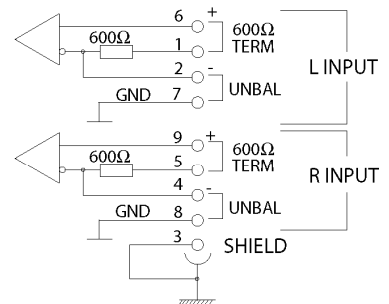 6 +
600Ω
1
600Ω
TERM
2 -
UNBAL
GND 7
L INPUT
9 +
600Ω
5
600Ω
TERM
4 -
UNBAL
GND 8
R INPUT
3 SHIELD